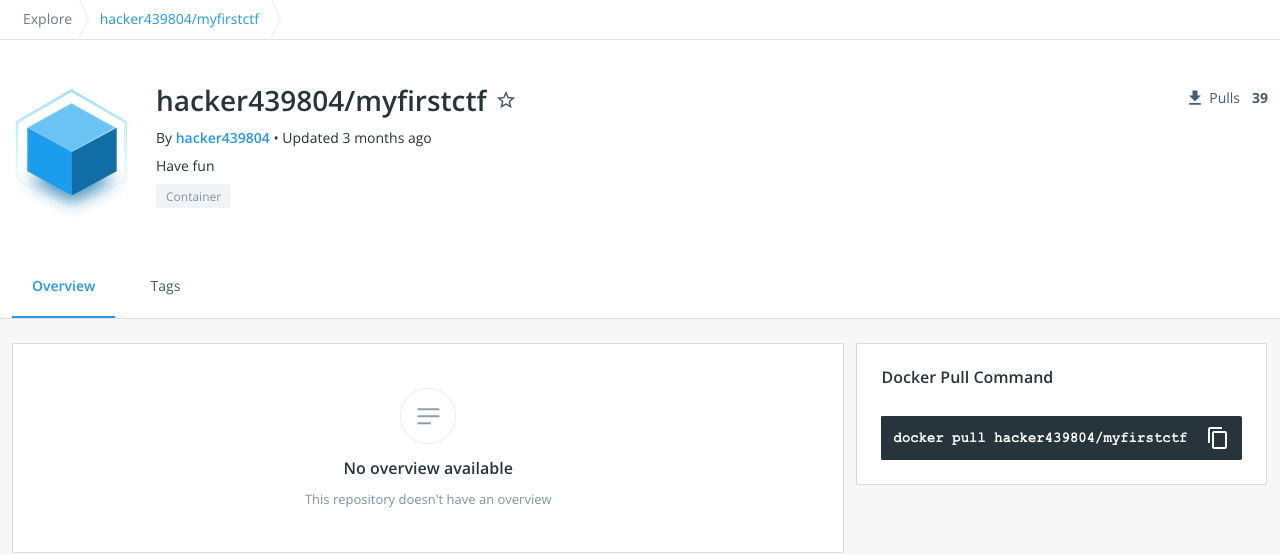 Explore hacker439804/myfirstctf
hacker439804/myfirstctf
Pulls 39
By hacker439804 • Updated 3 months ago
Have fun
Container
Overview Tags
No overview available
This repository doesn't have an overview
Docker Pull Command
docker pull hacker439804/myfirstctf